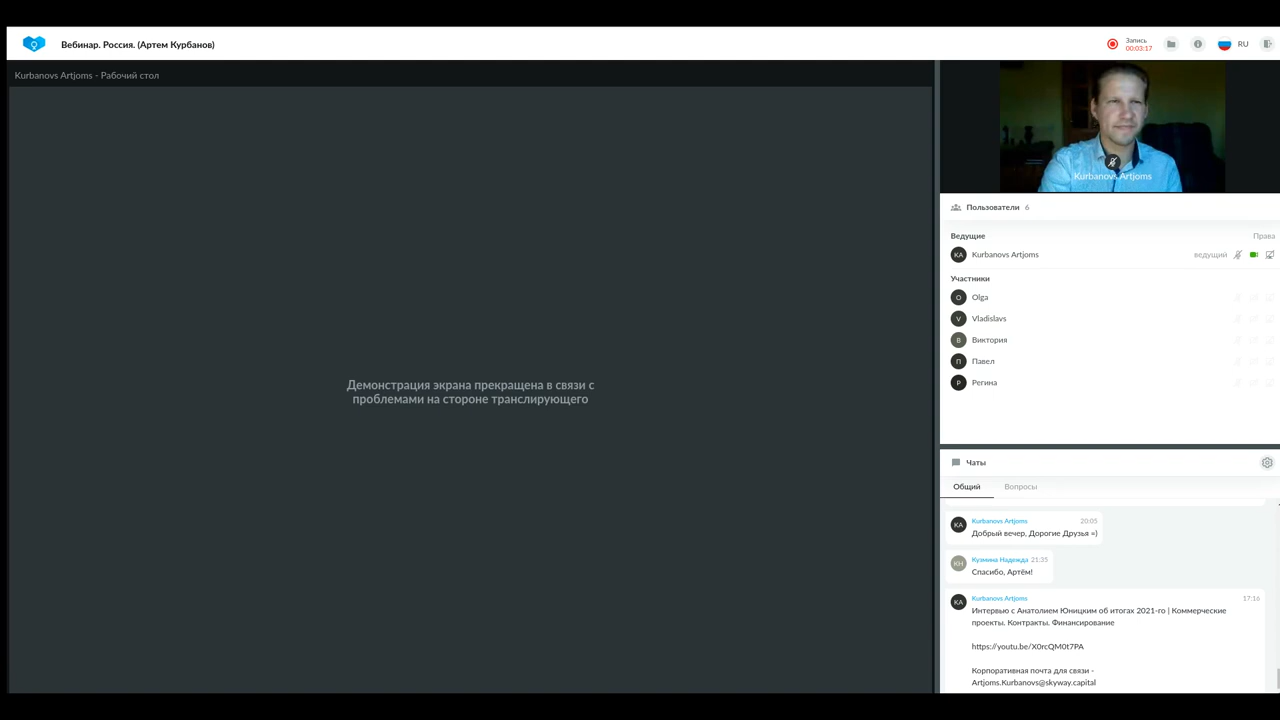 Вебинар. Россия. (Артем Курбанов)
Запись
00:03:17
RU
Kurbanovs Artjoms - Рабочий стол
Демонстрация экрана прекращена в связи с
проблемами на стороне транслирующего
Kurbanovs Artjoms
Пользователи 6
Ведущие Права
KA Kurbanovs Artjoms ведущий
Участники
O Olga
V Vladislavs
В Виктория
П Павел
Р Регина
Чаты
Общий Вопросы
KA Kurbanovs Artjoms 20:05
Добрый вечер, Дорогие Друзья =)
КН Кузмина Надежда 21:35
Спасибо, Артём!
KA Kurbanovs Artjoms 17:16
Интервью с Анатолием Юницким об итогах 2021-го | Коммерческие
проекты. Контракты. Финансирование
https://youtu.be/X0rcQM0t7PA
Корпоративная почта для связи -
Artjoms.Kurbanovs@skyway.capital